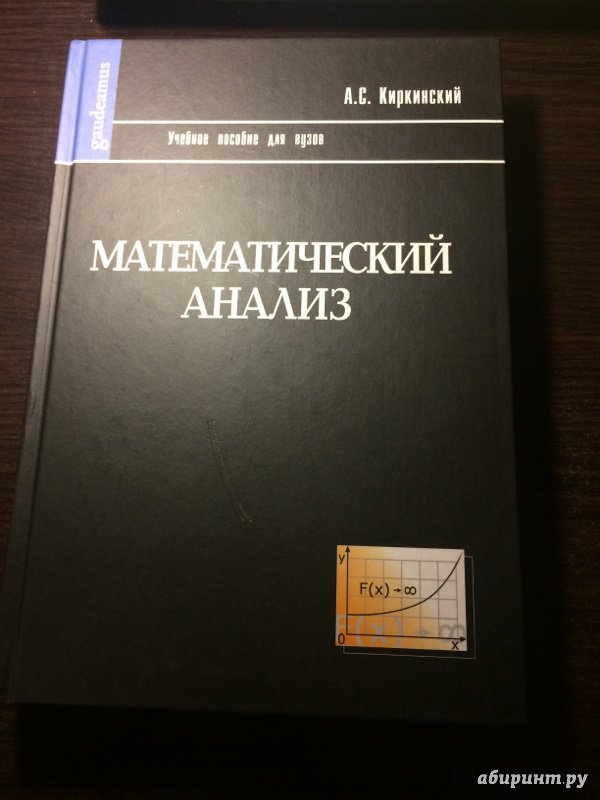 gaudeamus
А.С. Киркинский
Учебное пособие для вузов
МАТЕМАТИЧЕСКИЙ
АНАЛИЗ
y
F(x) → ∞
F(x) → ∞
0
x
абиринт.ру